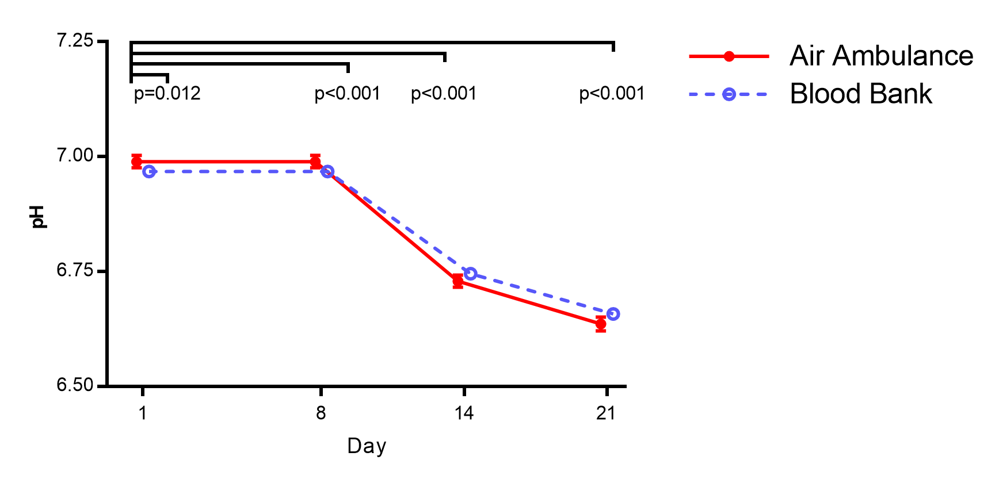 7.25
7.00
6.75
6.50
pH
p=0.012
p<0.001
p<0.001
p<0.001
Air Ambulance
Blood Bank
1
8
14
21
Day